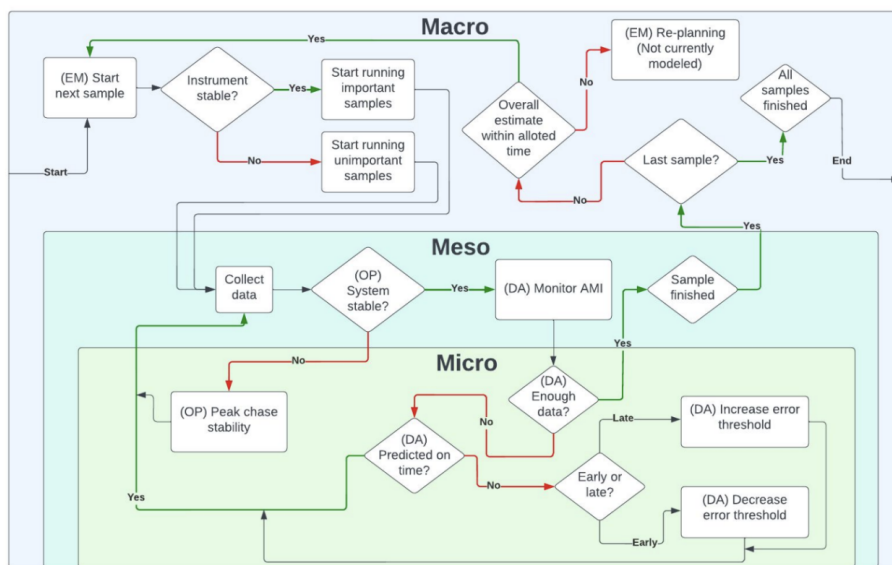 Macro
Yes
(EM) Start
next sample
Instrument
stable?
Yes
Start running
important
samples
No
Start running
unimportant
samples
Start
(EM) Re-planning
(Not currently
modeled)
No
Overall
estimate
within alloted
time
No
Last sample?
Yes
All
samples
finished
End
Yes
Meso
Collect
data
(OP)
System
stable?
Yes
(DA) Monitor AMI
Sample
finished
Yes
No
Micro
(OP) Peak chase
stability
(DA)
Enough
data?
No
(DA)
Predicted on
time?
Yes
No
Early or
late?
Late
(DA) Increase error
threshold
Early
(DA) Decrease
error threshold